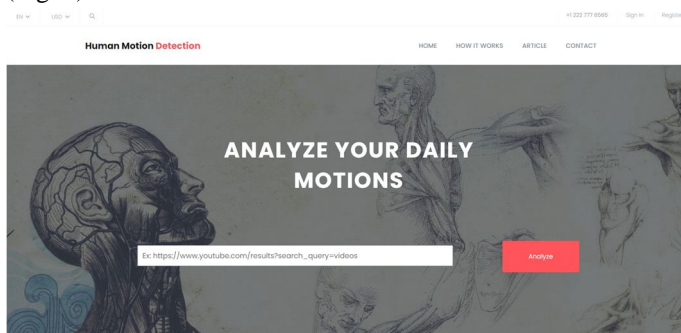 EN
USD
+1 222 777 6565
Sign In
Register
Human Motion Detection
HOME
HOW IT WORKS
ARTICLE
CONTACT
ANALYZE YOUR DAILY
MOTIONS
Ex: https://www.youtube.com/results?search_query=videos
Analyze